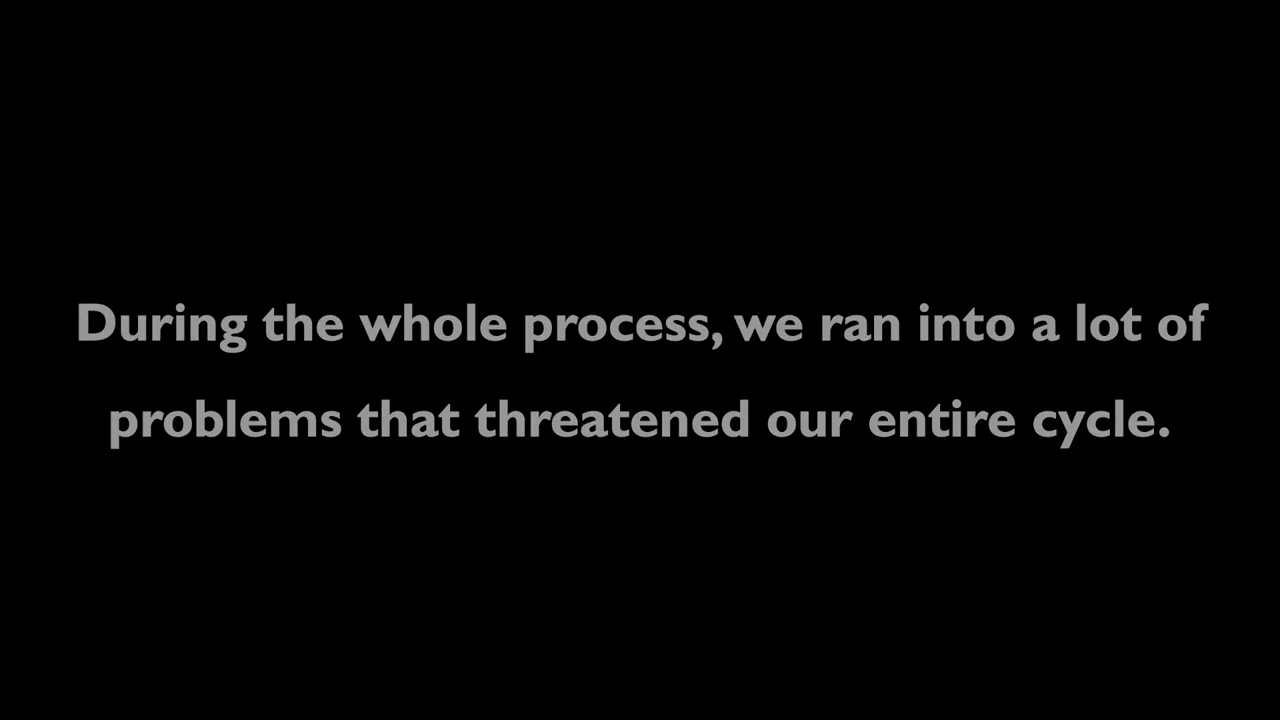 During the whole process, we ran into a lot of
problems that threatened our entire cycle.